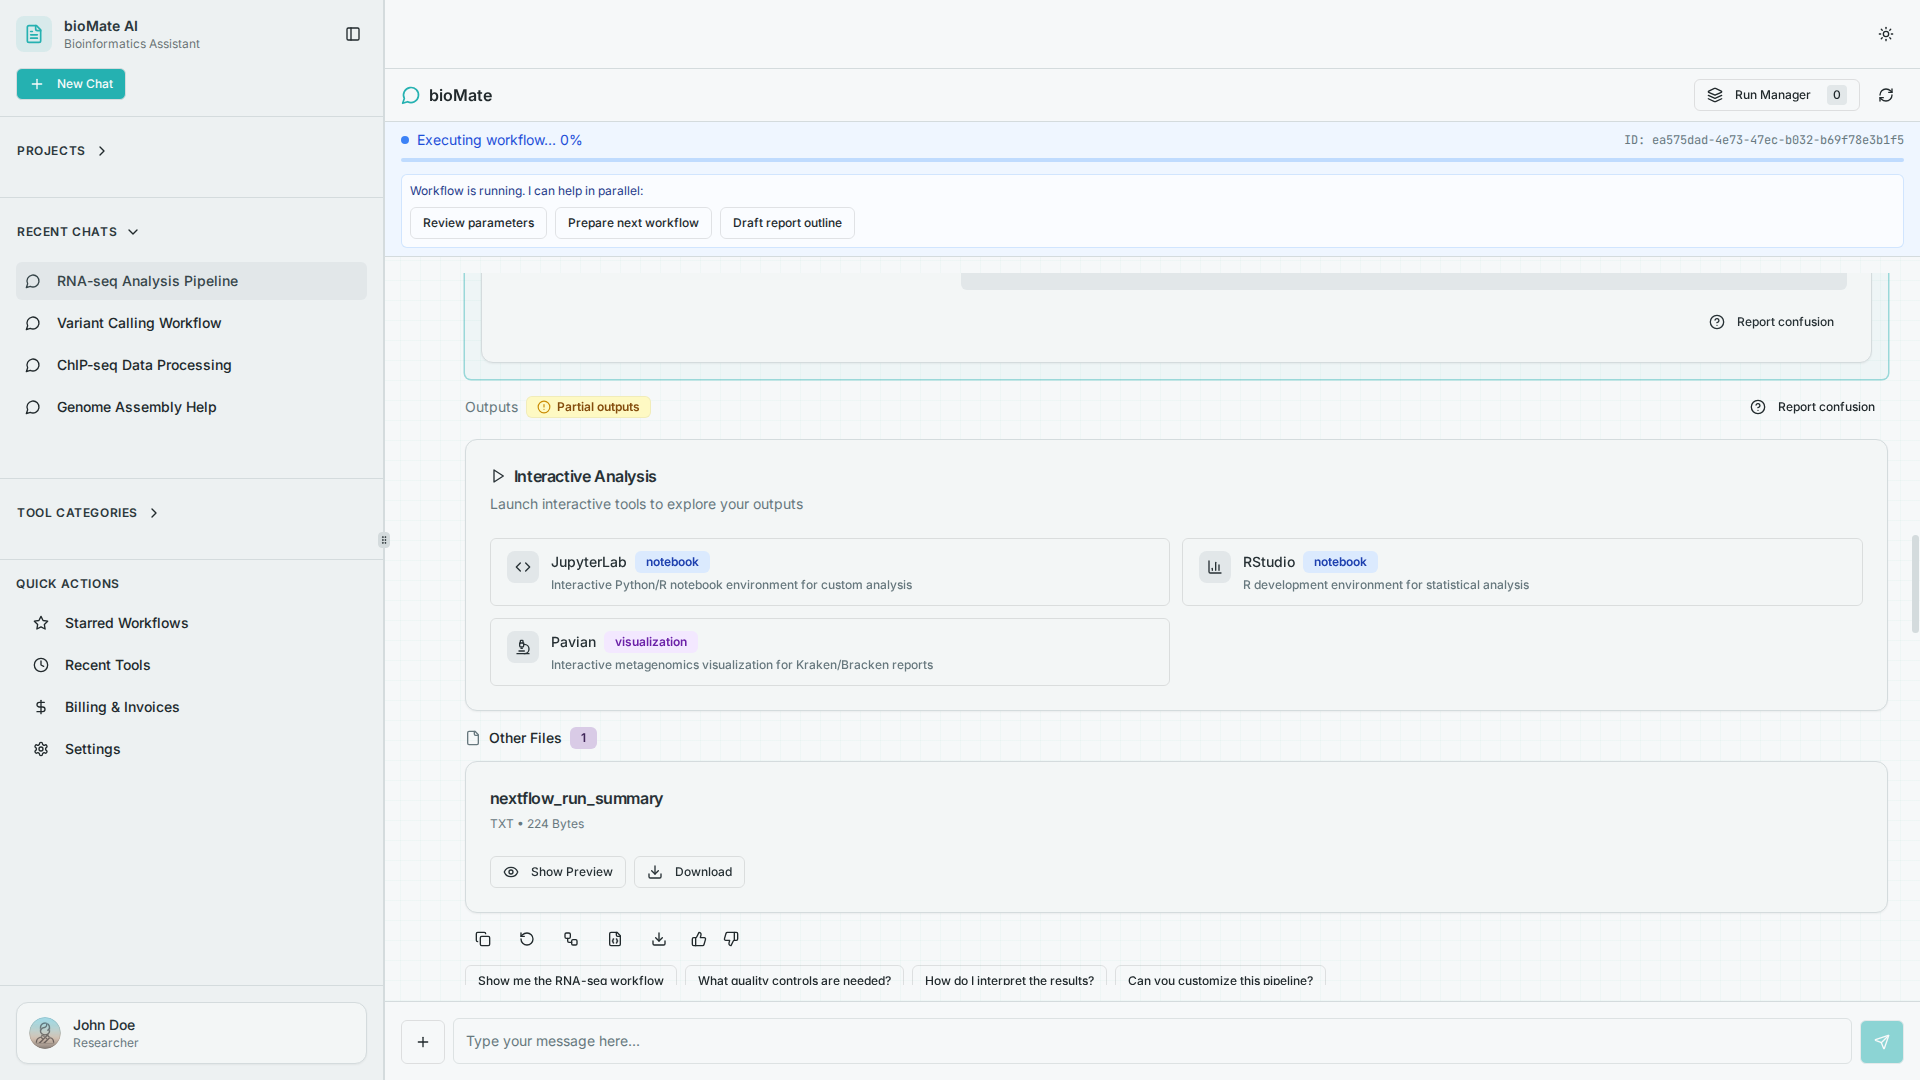 bioMate AI
Bioinformatics Assistant
New Chat
PROJECTS
RECENT CHATS
RNA-seq Analysis Pipeline
Variant Calling Workflow
ChIP-seq Data Processing
Genome Assembly Help
TOOL CATEGORIES
QUICK ACTIONS
Starred Workflows
Recent Tools
Billing & Invoices
Settings
John Doe
Researcher
bioMate
Run Manager 0
Executing workflow... 0%
ID: ea575dad-4e73-47ec-b032-b69f78e3b1f5
Workflow is running. I can help in parallel:
Review parameters
Prepare next workflow
Draft report outline
Report confusion
Outputs
Partial outputs
Report confusion
Interactive Analysis
Launch interactive tools to explore your outputs
JupyterLab notebook
Interactive Python/R notebook environment for custom analysis
RStudio notebook
R development environment for statistical analysis
Pavian visualization
Interactive metagenomics visualization for Kraken/Bracken reports
Other Files 1
nextflow_run_summary
TXT • 224 Bytes
Show Preview
Download
Show me the RNA-seq workflow
What quality controls are needed?
How do I interpret the results?
Can you customize this pipeline?
Type your message here...